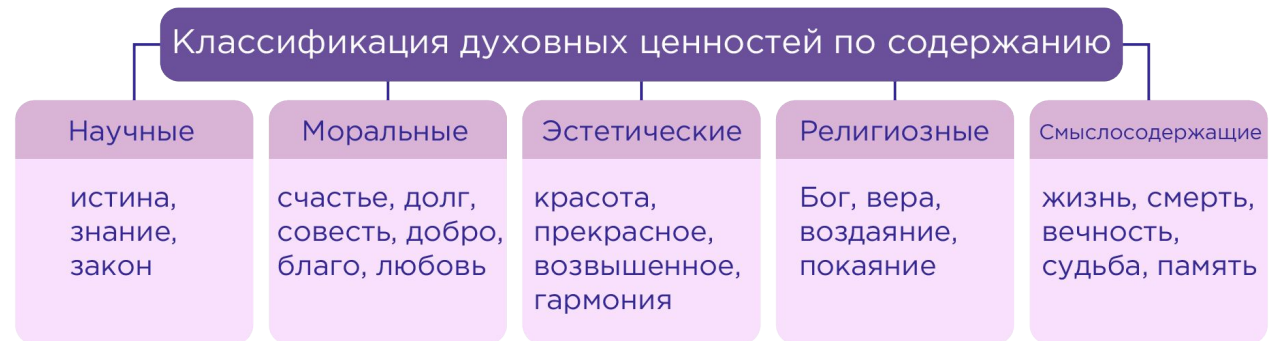 Классификация духовных ценностей по содержанию
Научные
истина,
знание,
закон
Моральные
счастье, долг,
совесть, добро,
благо, любовь
Эстетические
красота,
прекрасное,
возвышенное,
гармония
Религиозные
Бог, вера,
воздаяние,
покаяние
Смыслосодержащие
жизнь, смерть,
вечность,
судьба, память